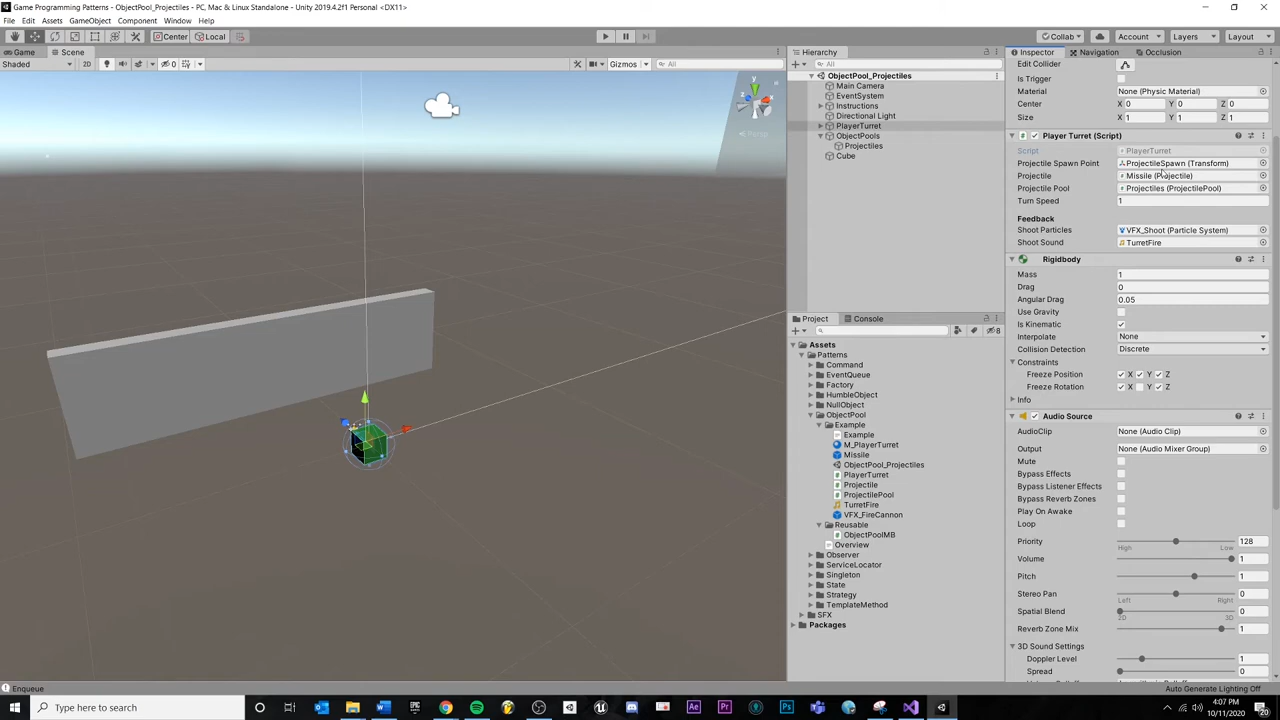 Game Programming Patterns - ObjectPool_Projectiles - PC, Mac & Linux Standalone - Unity 2019.4.2f1 Personal <DX11>
File Edit Assets GameObject Component Window Help
Center Local
Collab Account Layers Layout
Game Scene
Shaded 2D 0 Gizmos All
y x
Persp
Hierarchy
All
ObjectPool_Projectiles
Main Camera
EventSystem
Instructions
Directional Light
PlayerTurret
ObjectPools
Projectiles
Cube
Project Console
8
Assets
Patterns
Command
EventQueue
Factory
HumbleObject
NullObject
ObjectPool
Example
Example
M_PlayerTurret
Missile
ObjectPool_Projectiles
PlayerTurret
Projectile
ProjectilePool
TurretFire
VFX_FireCannon
Reusable
ObjectPoolMB
Overview
Observer
ServiceLocator
Singleton
State
Strategy
TemplateMethod
SFX
Packages
Inspector Navigation Occlusion
Edit Collider
Is Trigger
Material None (Physic Material)
Center X 0 Y 0 Z 0
Size X 1 Y 1 Z 1
Player Turret (Script)
Script PlayerTurret
Projectile Spawn Point ProjectileSpawn (Transform)
Projectile Missile (Projectile)
Projectile Pool Projectiles (ProjectilePool)
Turn Speed 1
Feedback
Shoot Particles VFX_Shoot (Particle System)
Shoot Sound TurretFire
Rigidbody
Mass 1
Drag 0
Angular Drag 0.05
Use Gravity
Is Kinematic
Interpolate None
Collision Detection Discrete
Constraints
Freeze Position X Y Z
Freeze Rotation X Y Z
Info
Audio Source
AudioClip None (Audio Clip)
Output None (Audio Mixer Group)
Mute
Bypass Effects
Bypass Listener Effects
Bypass Reverb Zones
Play On Awake
Loop
Priority 128
High Low
Volume 1
Pitch 1
Stereo Pan 0
Left Right
Spatial Blend 0
2D 3D
Reverb Zone Mix 1
3D Sound Settings
Doppler Level 1
Spread 0
Enqueue
Auto Generate Lighting Off
Type here to search
Ae Pr Ps
4:07 PM
10/11/2020
20